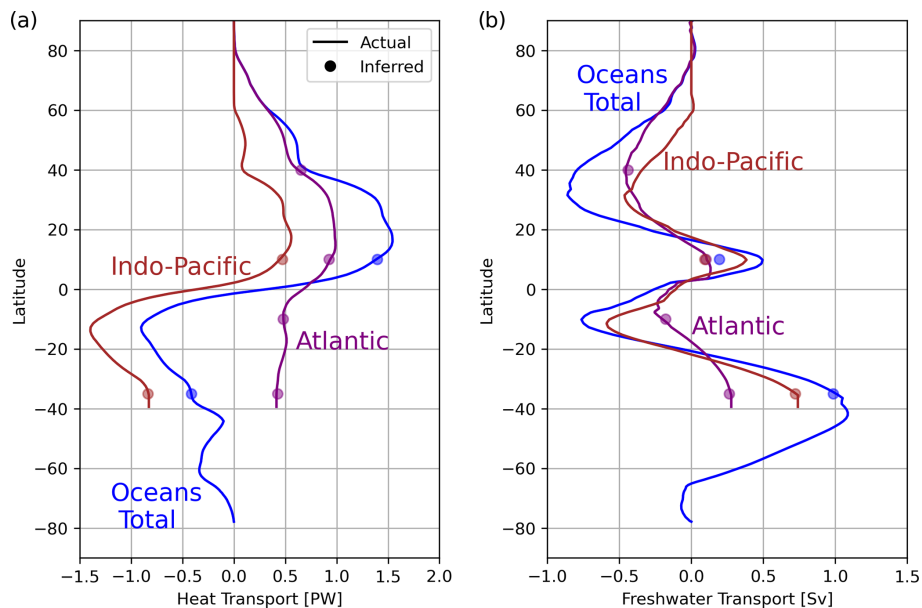 (a)
Actual
Inferred
Indo-Pacific
Atlantic
Oceans
Total
80
60
40
20
0
−20
−40
−60
−80
Latitude
−1.5
−1.0
−0.5
0.0
0.5
1.0
1.5
2.0
Heat Transport [PW]
(b)
Oceans
Total
Indo-Pacific
Atlantic
80
60
40
20
0
−20
−40
−60
−80
Latitude
−1.0
−0.5
0.0
0.5
1.0
1.5
Freshwater Transport [Sv]